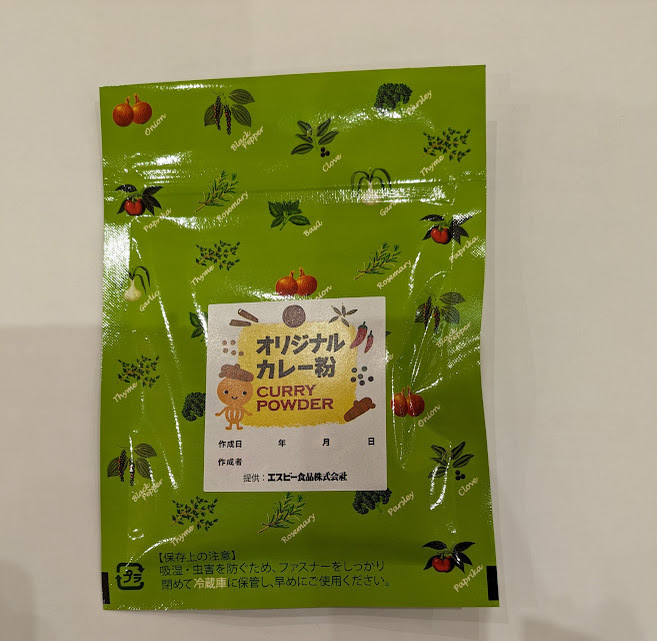 Onion
Black Pepper
Parsley
Clove
Thyme
Paprika
Rosemary
Basil
Garlic
Paprika
Thyme
Rosemary
Garlic
Onion
Black Pepper
オリジナル
カレー粉
CURRY
POWDER
Thyme
Onion
作成日 年 月 日
作成者
提供：エスビー食品株式会社
Black Pepper
Clove
Thyme
Rosemary
Parsley
Paprika
【保存上の注意】
吸湿・虫害を防ぐため、ファスナーをしっかり
閉めて冷蔵庫に保管し、早めにご使用ください。
プラ